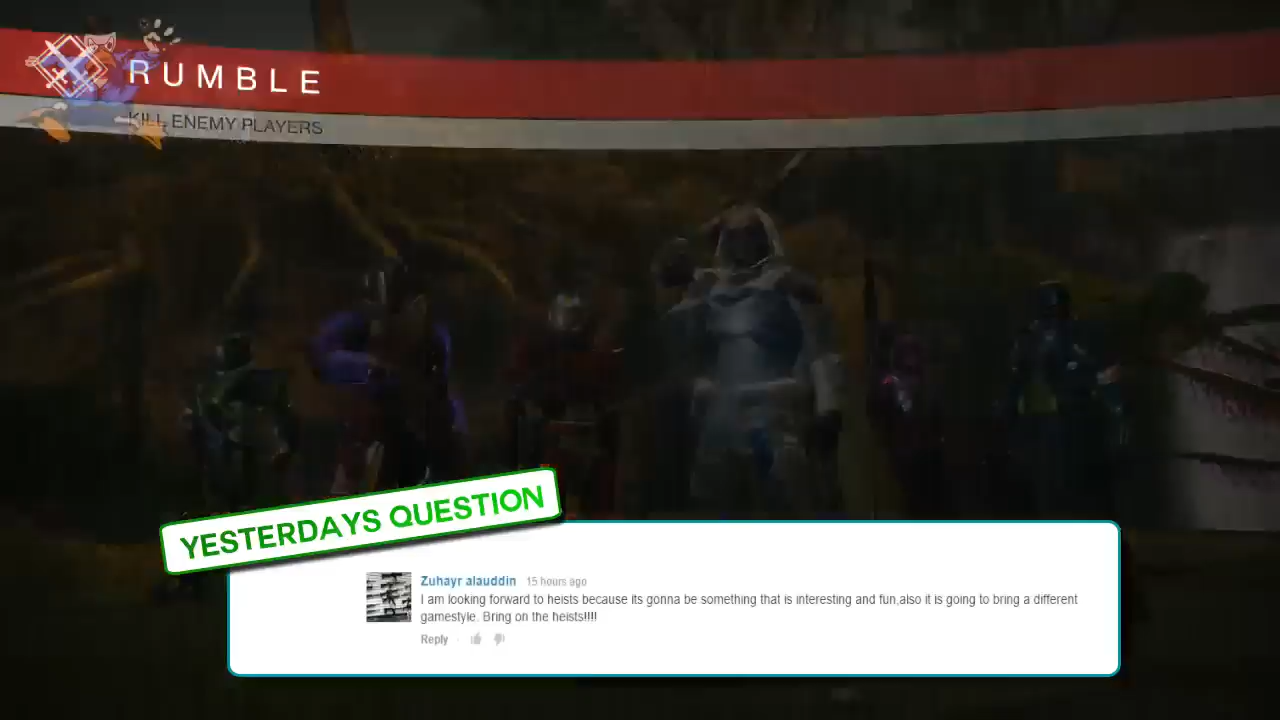 RUMBLE
KILL ENEMY PLAYERS
YESTERDAYS QUESTION
Zuhayr alauddin 15 hours ago
I am looking forward to heists because its gonna be something that is interesting and fun,also it is going to bring a different
gamestyle. Bring on the heists!!!!
Reply